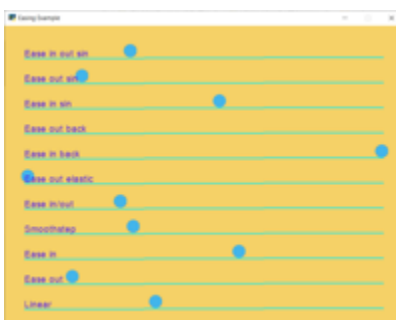 Easing Example
Ease in out sin
Ease out sin
Ease in sin
Ease out back
Ease in back
Ease out elastic
Ease in/out
Smoothstep
Ease in
Ease out
Linear